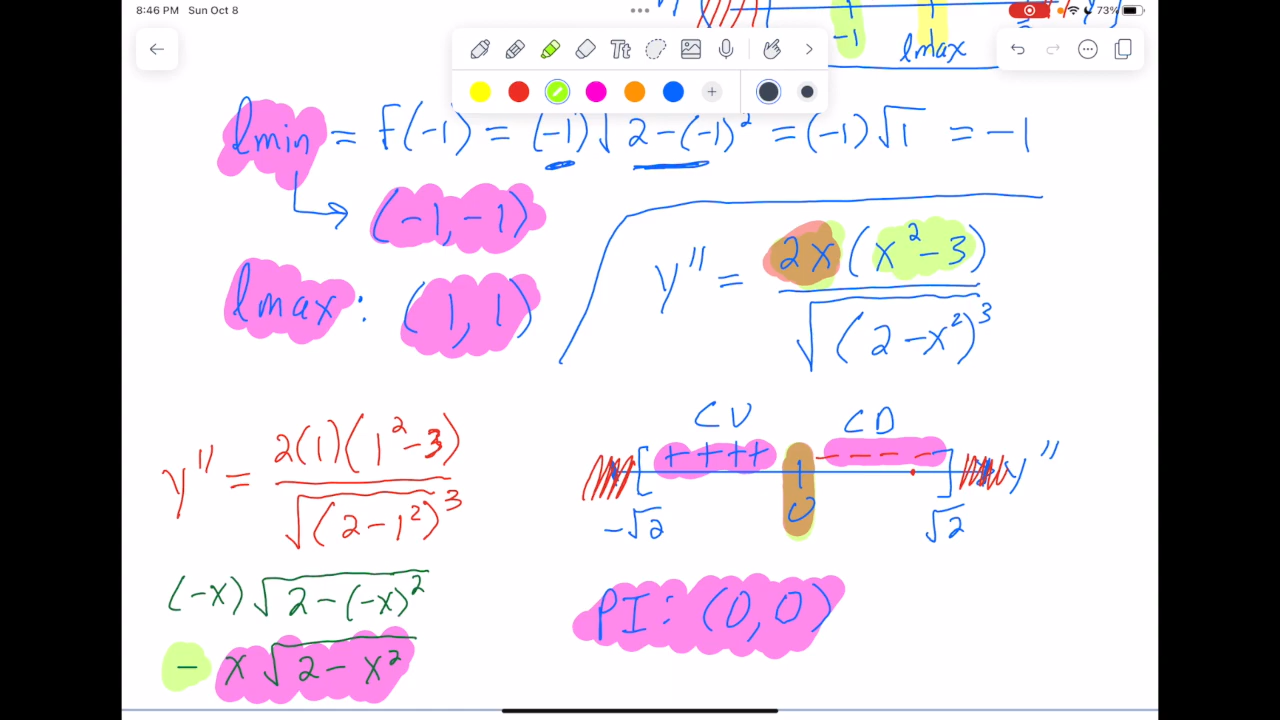 8:46 PM Sun Oct 8
73%
-1 lmax
Tt
lmin = F(-1) = (-1)√2-(-1)² = (-1)√1 = -1
(-1,-1)
lmax: (1,1)
y'' = 2x(x²-3) / √(2-x²)³
y'' = 2(1)(1²-3) / √(2-1²)³
CU CD
[ ++++ ----- ] y''
-√2 0 √2
(-x)√2-(-x)²
- x√2-x²
PI: (0,0)